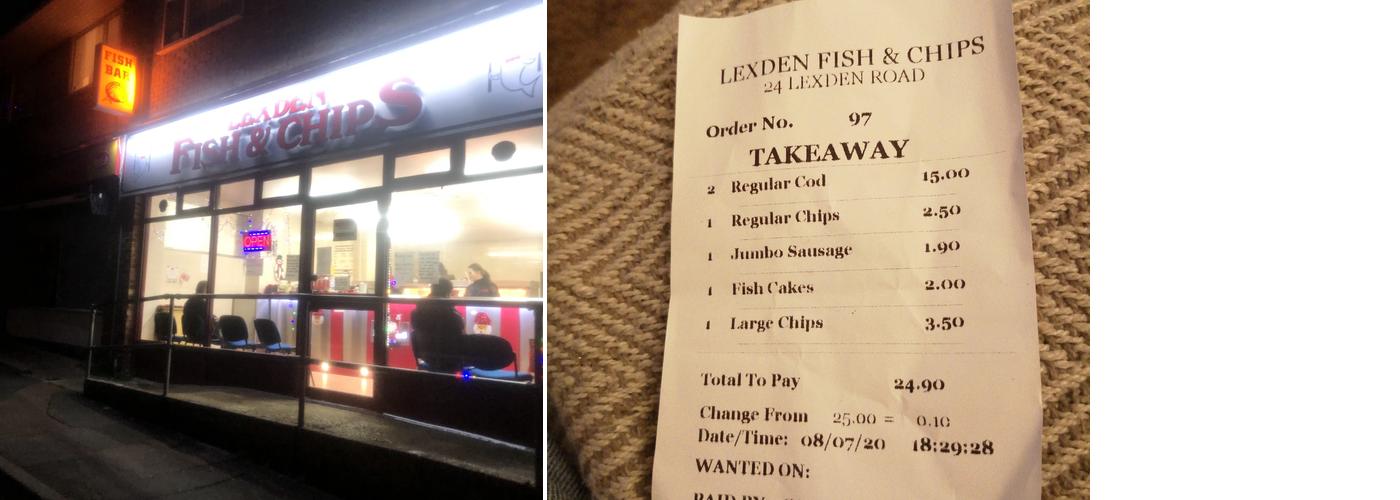 FISH
BAR
LEXDEN
FISH & CHIPS
OPEN
LEXDEN FISH & CHIPS
24 LEXDEN ROAD
Order No. 97
TAKEAWAY
2 Regular Cod 15.00
1 Regular Chips 2.50
1 Jumbo Sausage 1.90
1 Fish Cakes 2.00
1 Large Chips 3.50
Total To Pay 24.90
Change From 25.00 = 0.10
Date/Time: 08/07/20 18:29:28
WANTED ON: